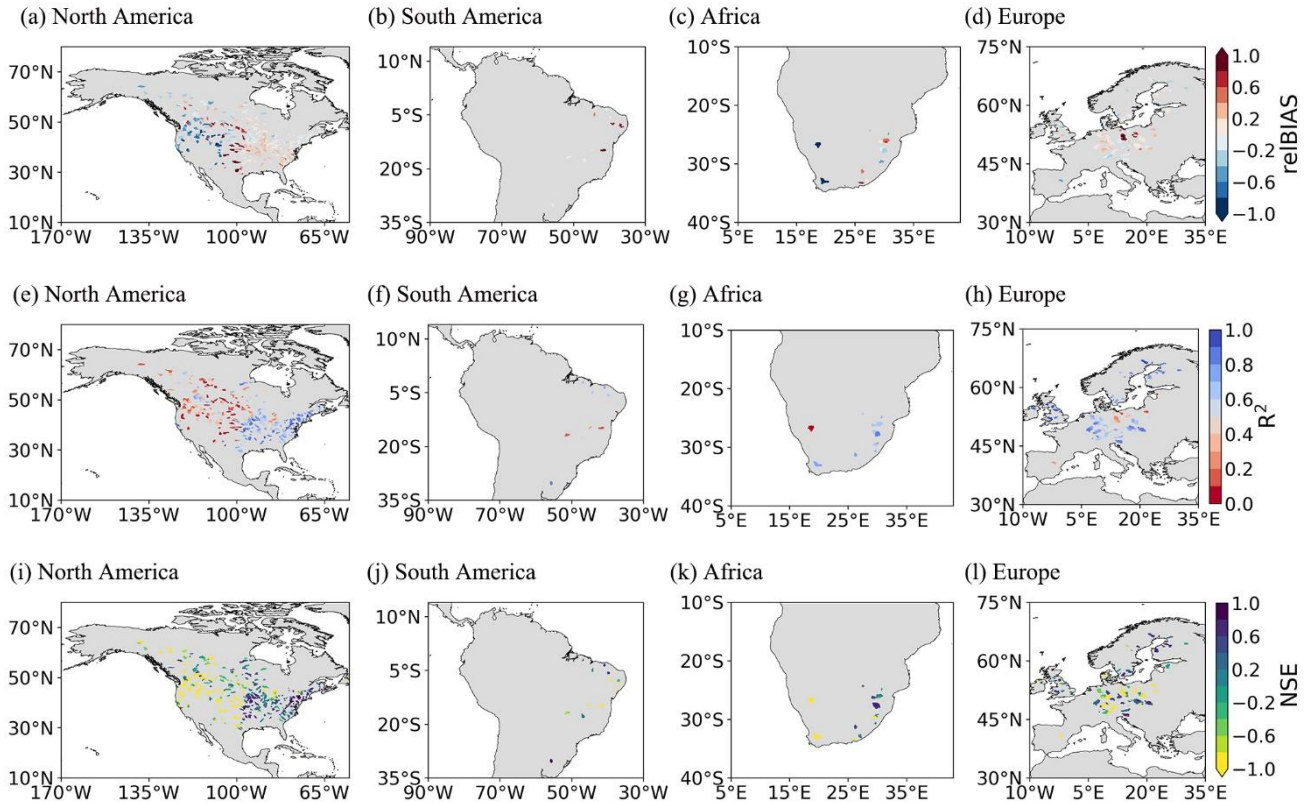 (a) North America
(b) South America
(c) Africa
(d) Europe
70°N
50°N
30°N
10°N
170°W 135°W 100°W 65°W
10°N
5°S
20°S
35°S
90°W 70°W 50°W 30°W
10°S
20°S
30°S
40°S
5°E 15°E 25°E 35°E
75°N
60°N
45°N
30°N
10°W 5°E 20°E 35°E
1.0
0.6
0.2
−0.2
−0.6
−1.0
relBIAS
(e) North America
(f) South America
(g) Africa
(h) Europe
70°N
50°N
30°N
10°N
170°W 135°W 100°W 65°W
10°N
5°S
20°S
35°S
90°W 70°W 50°W 30°W
10°S
20°S
30°S
40°S
5°E 15°E 25°E 35°E
75°N
60°N
45°N
30°N
10°W 5°E 20°E 35°E
1.0
0.8
0.6
0.4
0.2
0.0
R²
(i) North America
(j) South America
(k) Africa
(l) Europe
70°N
50°N
30°N
10°N
170°W 135°W 100°W 65°W
10°N
5°S
20°S
35°S
90°W 70°W 50°W 30°W
10°S
20°S
30°S
40°S
5°E 15°E 25°E 35°E
75°N
60°N
45°N
30°N
10°W 5°E 20°E 35°E
1.0
0.6
0.2
−0.2
−0.6
−1.0
NSE